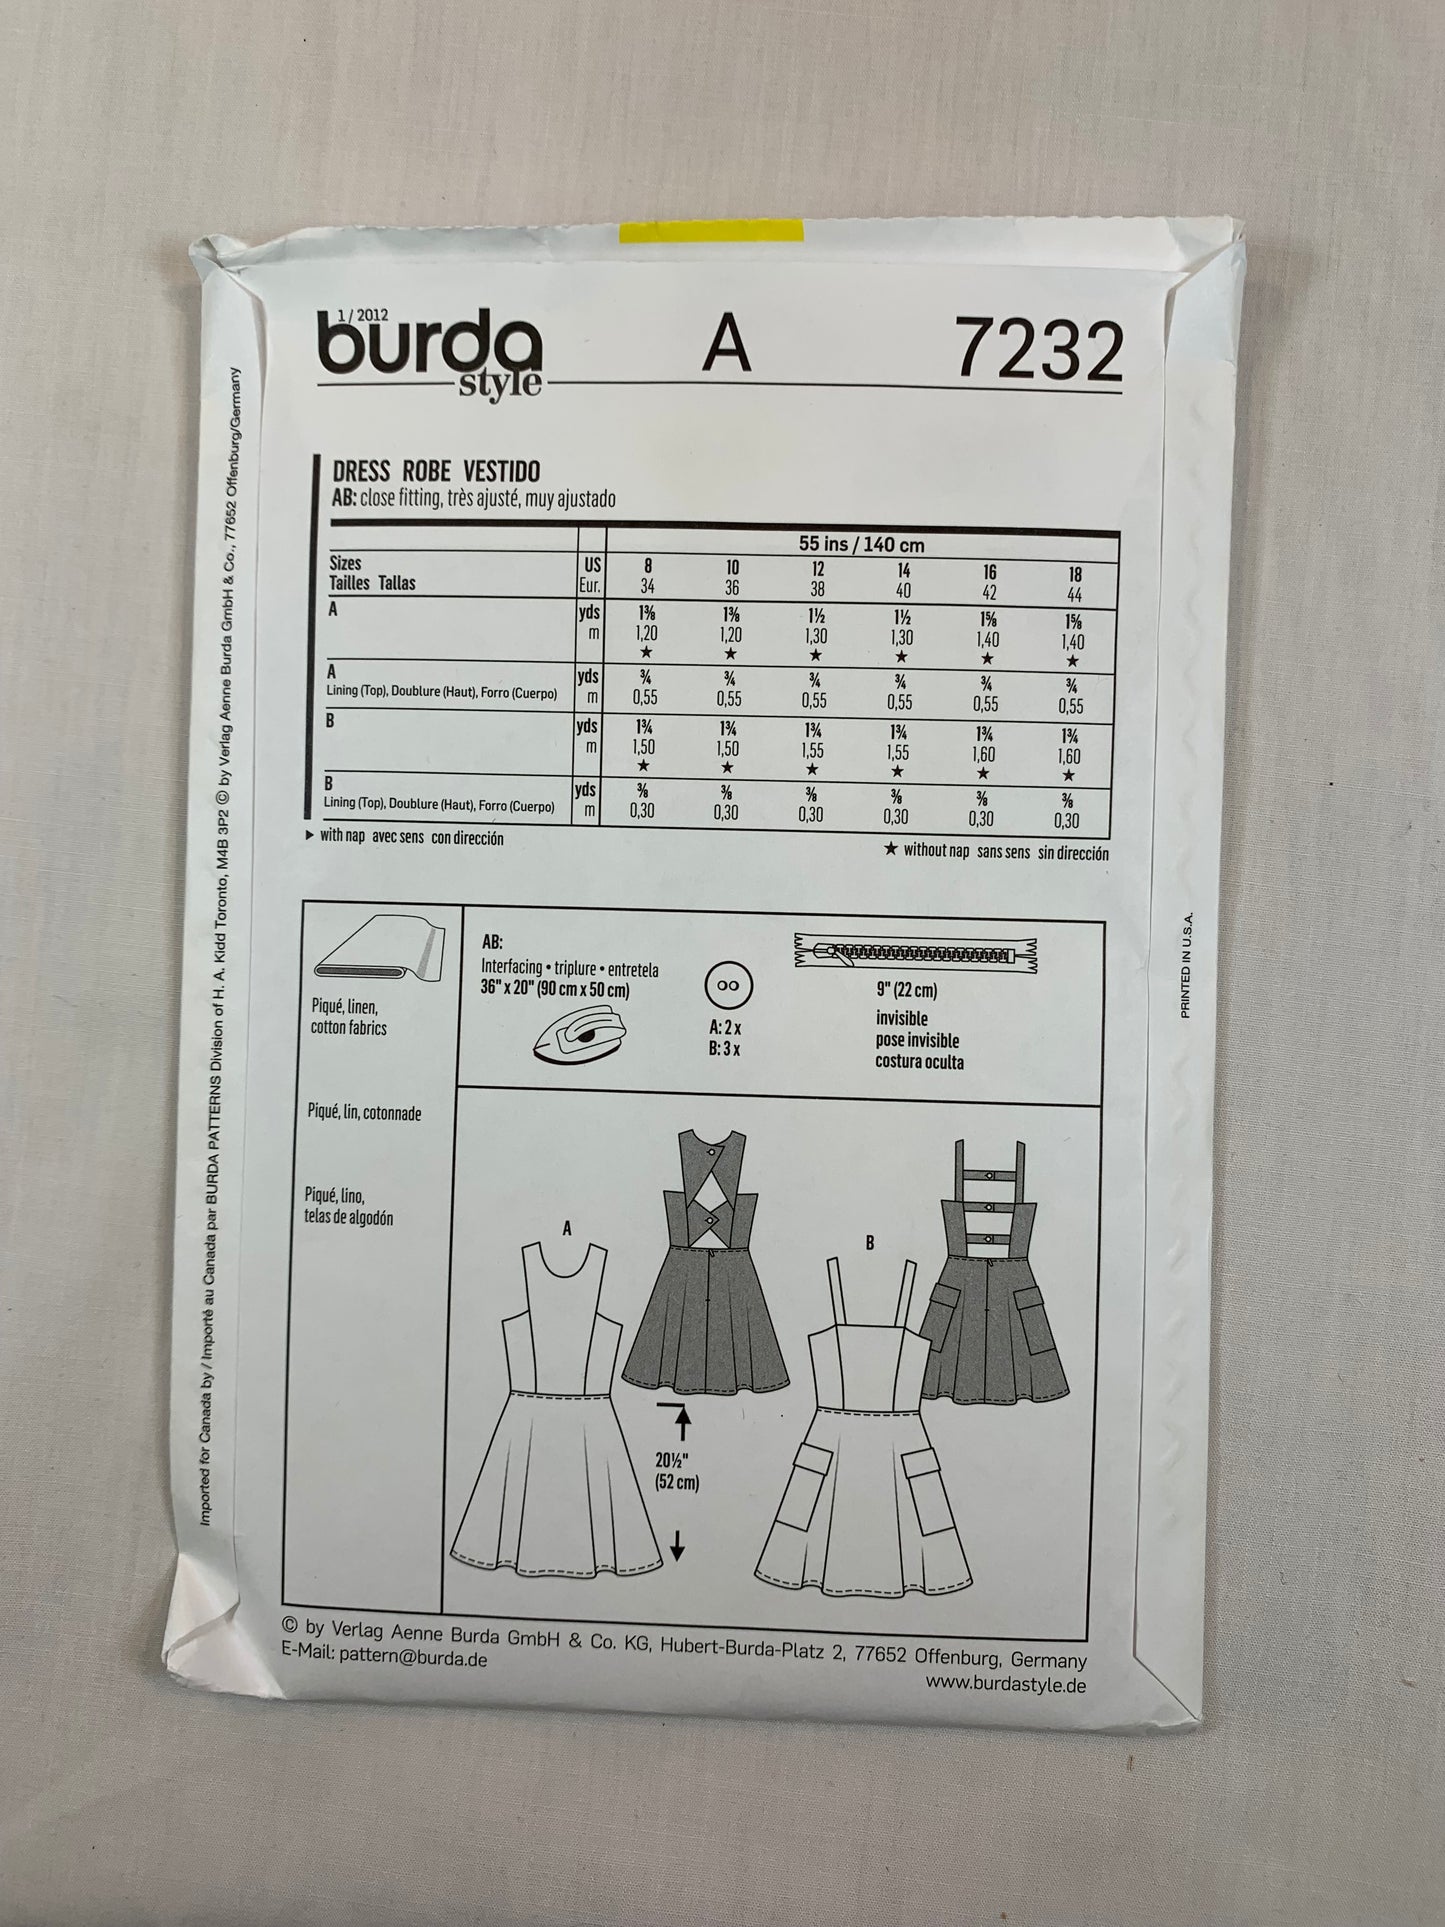 1/2012
burda
style
A
7232
DRESS ROBE VESTIDO
AB: close fitting, très ajusté, muy ajustado
55 ins / 140 cm
Sizes US 8 10 12 14 16 18
Tailles Tallas Eur. 34 36 38 40 42 44
A yds 1⅜ 1⅜ 1½ 1½ 1⅝ 1⅝
m 1,20 1,20 1,30 1,30 1,40 1,40
★ ★ ★ ★ ★ ★
A yds ¾ ¾ ¾ ¾ ¾ ¾
Lining (Top), Doublure (Haut), Forro (Cuerpo) m 0,55 0,55 0,55 0,55 0,55 0,55
B yds 1¾ 1¾ 1¾ 1¾ 1¾ 1¾
m 1,50 1,50 1,55 1,55 1,60 1,60
★ ★ ★ ★ ★ ★
B yds ⅜ ⅜ ⅜ ⅜ ⅜ ⅜
Lining (Top), Doublure (Haut), Forro (Cuerpo) m 0,30 0,30 0,30 0,30 0,30 0,30
► with nap avec sens con dirección
★ without nap sans sens sin dirección
Piqué, linen,
cotton fabrics
Piqué, lin, cotonnade
Piqué, lino,
telas de algodón
AB:
Interfacing • triplure • entretela
36" x 20" (90 cm x 50 cm)
A: 2 x
B: 3 x
9" (22 cm)
invisible
pose invisible
costura oculta
A
B
20½"
(52 cm)
© by Verlag Aenne Burda GmbH & Co. KG, Hubert-Burda-Platz 2, 77652 Offenburg, Germany
E-Mail: pattern@burda.de
www.burdastyle.de
Imported for Canada by / Importé au Canada par BURDA PATTERNS Division of H. A. Kidd Toronto, M4B 3P2 © by Verlag Aenne Burda GmbH & Co., 77652 Offenburg/Germany
PRINTED IN U.S.A.